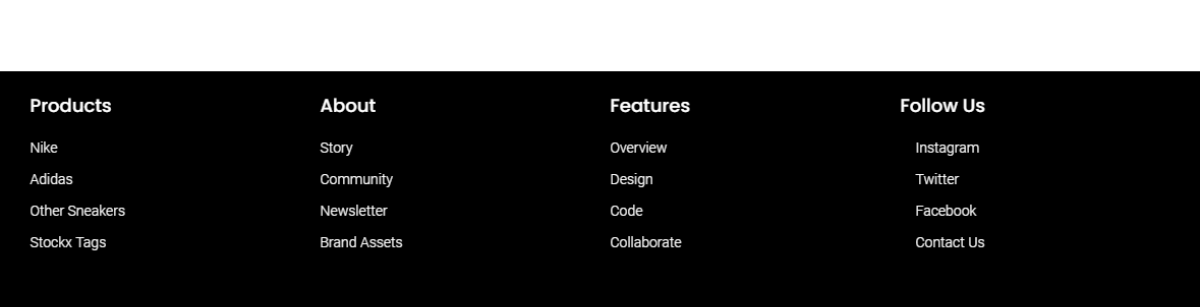 Products
Nike
Adidas
Other Sneakers
Stockx Tags
About
Story
Community
Newsletter
Brand Assets
Features
Overview
Design
Code
Collaborate
Follow Us
Instagram
Twitter
Facebook
Contact Us